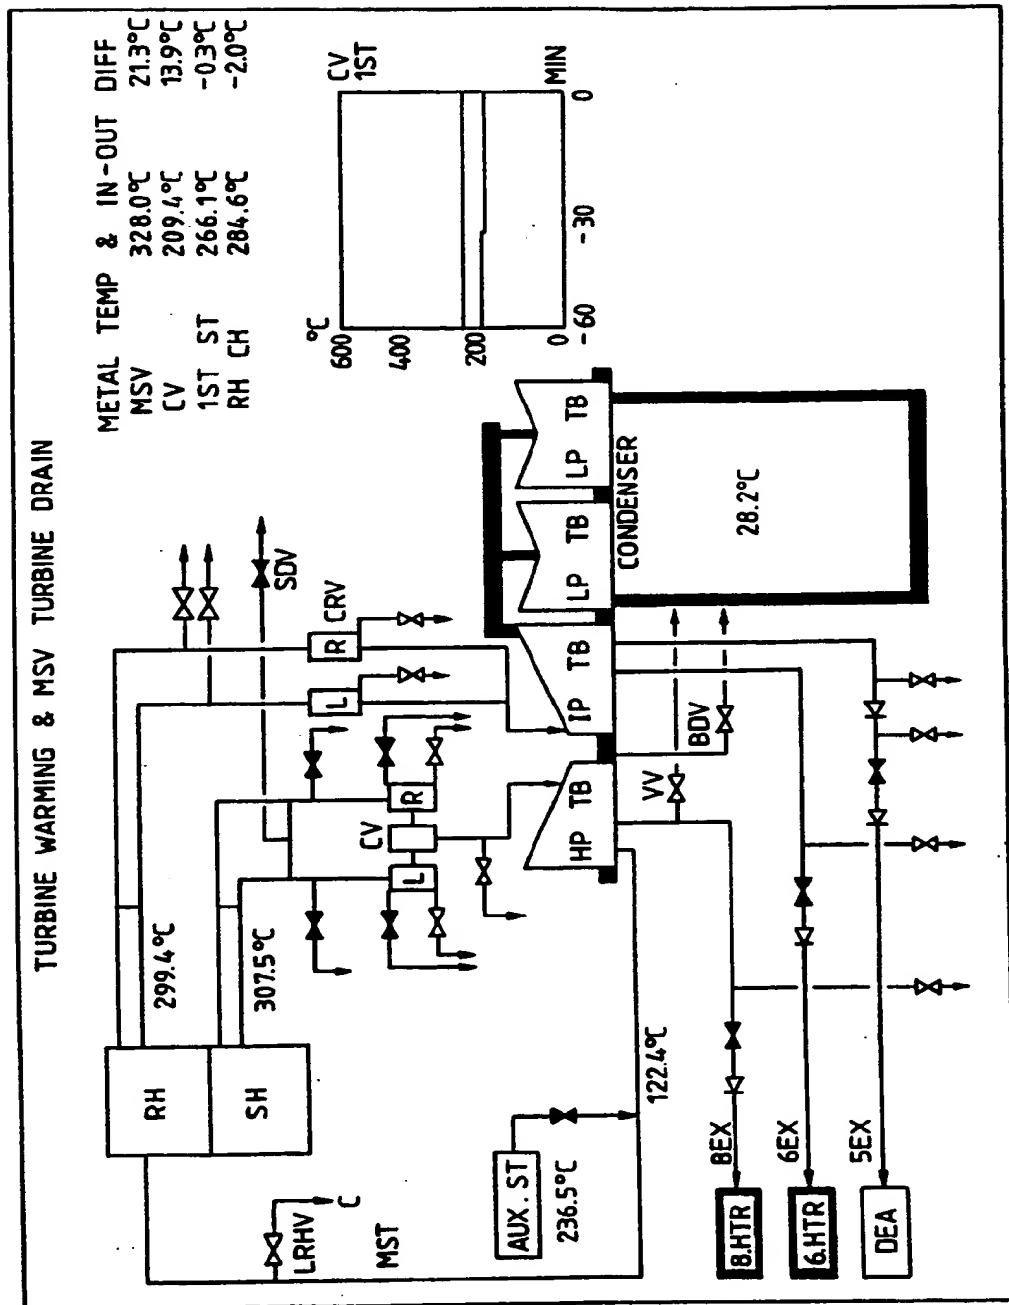 TURBINE WARMING & MSV TURBINE DRAIN
METAL TEMP & IN-OUT DIFF
MSV 328.0°C 21.3°C
CV 209.4°C 13.9°C
1ST ST 266.1°C -0.3°C
RH CH 284.6°C -2.0°C
°C
600
400
200
0
-60
-30
0
MIN
CV
1ST
RH
299.4°C
SH
307.5°C
SDV
CRV
R
L
CV
R
L
LRHV
C
MST
AUX. ST
236.5°C
122.4°C
HP TB
IP TB
LP TB
LP TB
CONDENSER
28.2°C
VV
BDV
8EX
8.HTR
6EX
6.HTR
5EX
DEA